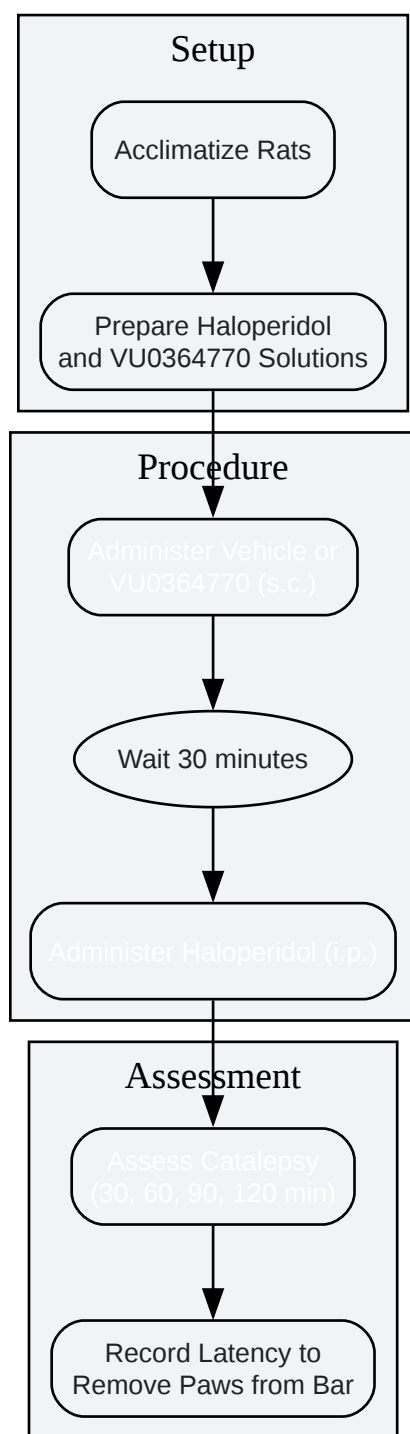 Setup
Acclimatize Rats
Prepare Haloperidol
and VU0364770 Solutions
Procedure
Administer Vehicle or
VU0364770 (s.c.)
Wait 30 minutes
Administer Haloperidol (i.p.)
Assessment
Assess Catalepsy
(30, 60, 90, 120 min)
Record Latency to
Remove Paws from Bar